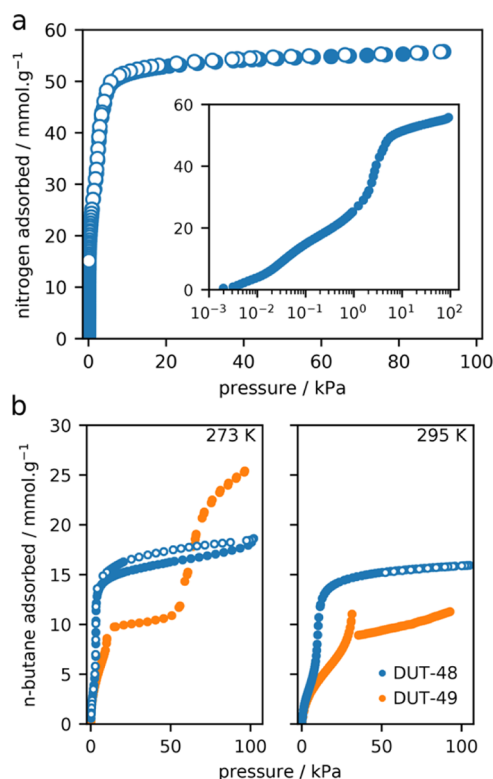 a
60
50
40
30
20
10
0
nitrogen adsorbed / mmol.g⁻¹
60
40
20
0
10⁻³ 10⁻² 10⁻¹ 10⁰ 10¹ 10²
0 20 40 60 80 100
pressure / kPa
b
30
25
20
15
10
5
0
n-butane adsorbed / mmol.g⁻¹
273 K
295 K
DUT-48
DUT-49
0 50 100
0 50 100
pressure / kPa
pressure / kPa